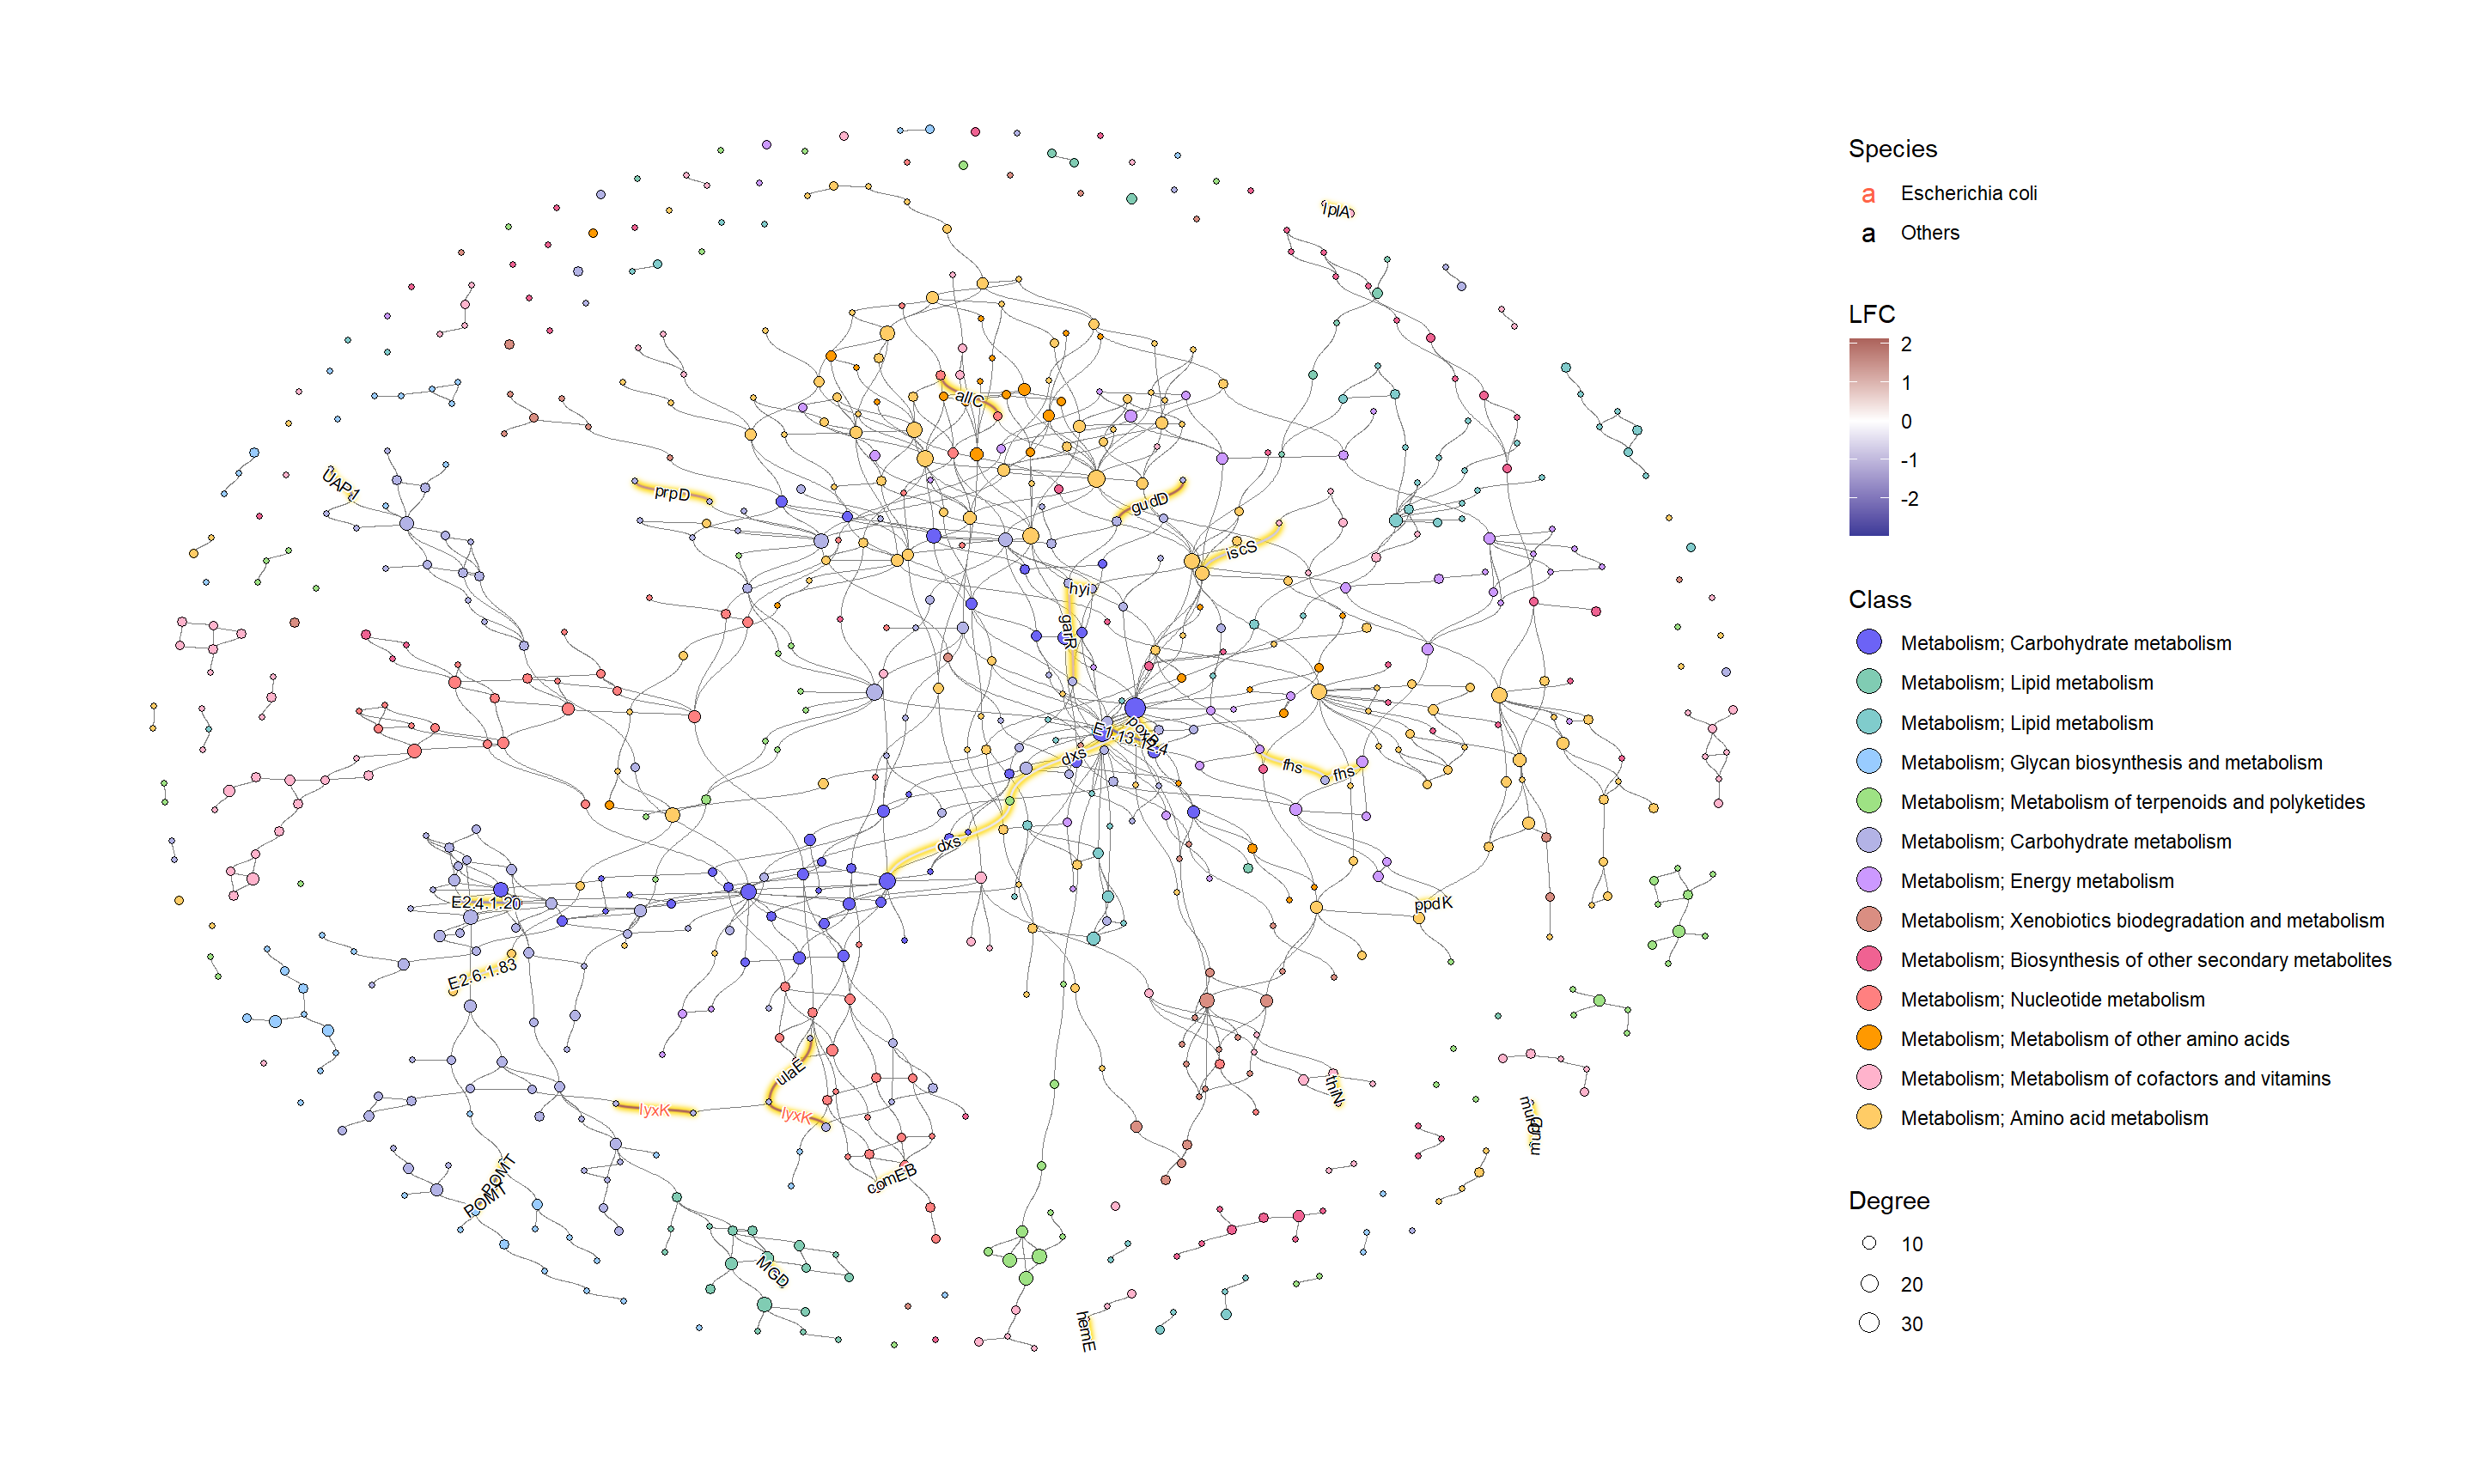 lplA
allC
UAP1
prpD
gudD
iscS
hyi
garR
poxB
E1.13.12.4
dxs
fhs
fhs
dxs
E2.4.1.20
ppdK
E2.6.1.83
ulaE
lyxK
lyxK
thiN
POMT
POMT
comEB
MGD
hemE
Species
a Escherichia coli
a Others
LFC
2
1
0
-1
-2
Class
Metabolism; Carbohydrate metabolism
Metabolism; Lipid metabolism
Metabolism; Lipid metabolism
Metabolism; Glycan biosynthesis and metabolism
Metabolism; Metabolism of terpenoids and polyketides
Metabolism; Carbohydrate metabolism
Metabolism; Energy metabolism
Metabolism; Xenobiotics biodegradation and metabolism
Metabolism; Biosynthesis of other secondary metabolites
Metabolism; Nucleotide metabolism
Metabolism; Metabolism of other amino acids
Metabolism; Metabolism of cofactors and vitamins
Metabolism; Amino acid metabolism
Degree
10
20
30